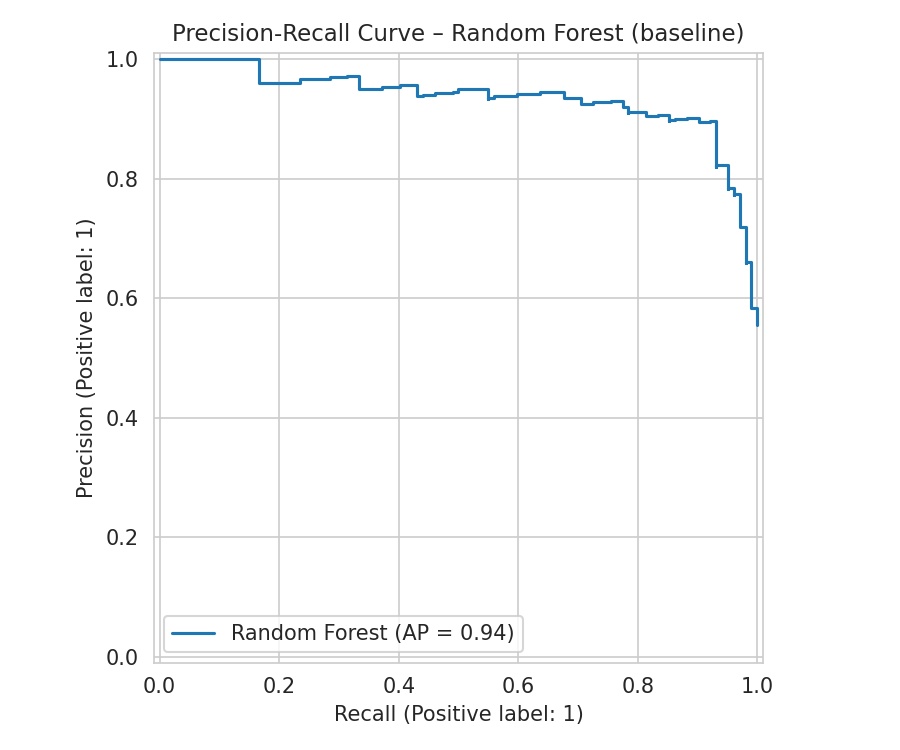 Precision-Recall Curve – Random Forest (baseline)
1.0
0.8
0.6
0.4
0.2
0.0
Precision (Positive label: 1)
Random Forest (AP = 0.94)
0.0 0.2 0.4 0.6 0.8 1.0
Recall (Positive label: 1)